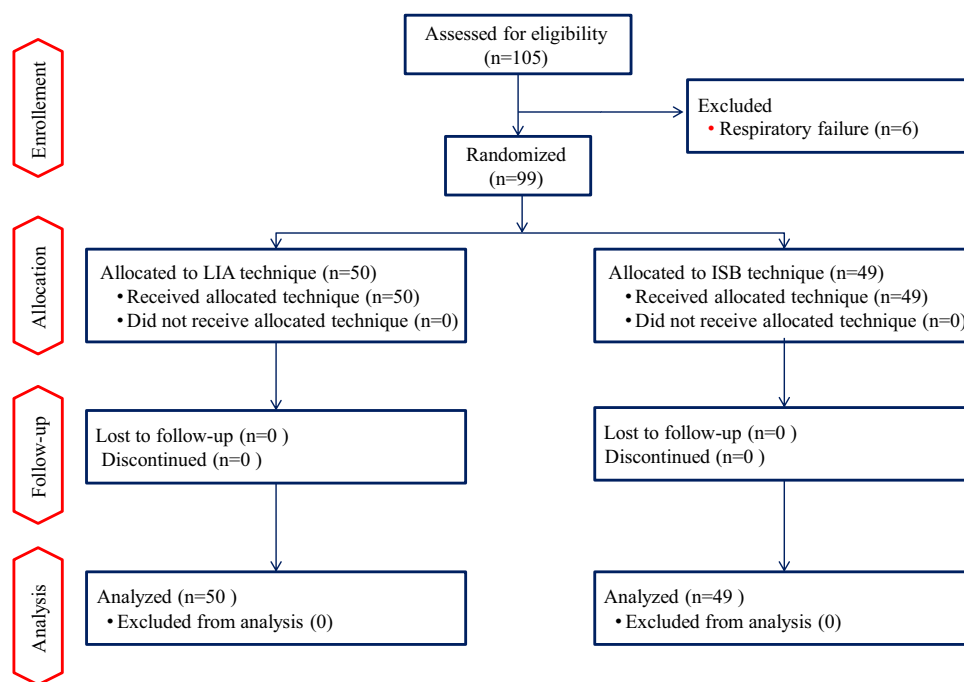 Enrollement
Assessed for eligibility
(n=105)
Excluded
• Respiratory failure (n=6)
Randomized
(n=99)
Allocation
Allocated to LIA technique (n=50)
• Received allocated technique (n=50)
• Did not receive allocated technique (n=0)
Allocated to ISB technique (n=49)
• Received allocated technique (n=49)
• Did not receive allocated technique (n=0)
Follow-up
Lost to follow-up (n=0 )
Discontinued (n=0 )
Lost to follow-up (n=0 )
Discontinued (n=0 )
Analysis
Analyzed (n=50 )
• Excluded from analysis (0)
Analyzed (n=49 )
• Excluded from analysis (0)